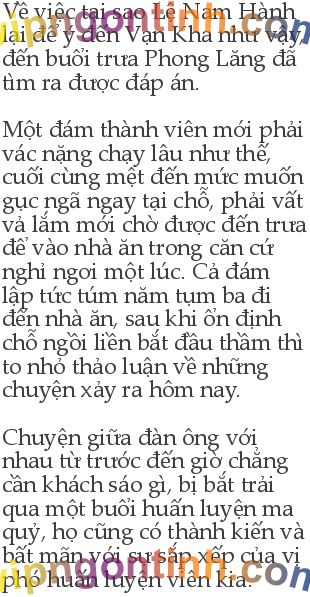 Về việc tại sao Lệ Nam Hành
lại để ý đến Vạn Kha như vậy,
đến buổi trưa Phong Lăng đã
tìm ra được đáp án.
Một đám thành viên mới phải
vác nặng chạy lâu như thế,
cuối cùng mệt đến mức muốn
gục ngã ngay tại chỗ, phải vất
vả lắm mới chờ được đến trưa
để vào nhà ăn trong căn cứ
nghỉ ngơi một lúc. Cả đám
lập tức túm năm tụm ba đi
đến nhà ăn, sau khi ổn định
chỗ ngồi liền bắt đầu thầm thì
to nhỏ thảo luận về những
chuyện xảy ra hôm nay.
Chuyện giữa đàn ông với
nhau từ trước đến giờ chẳng
cần khách sáo gì, bị bắt trải
qua một buổi huấn luyện ma
quỷ, họ cũng có thành kiến và
bất mãn với sự sắp xếp của vị
phó huấn luyện viên kia.